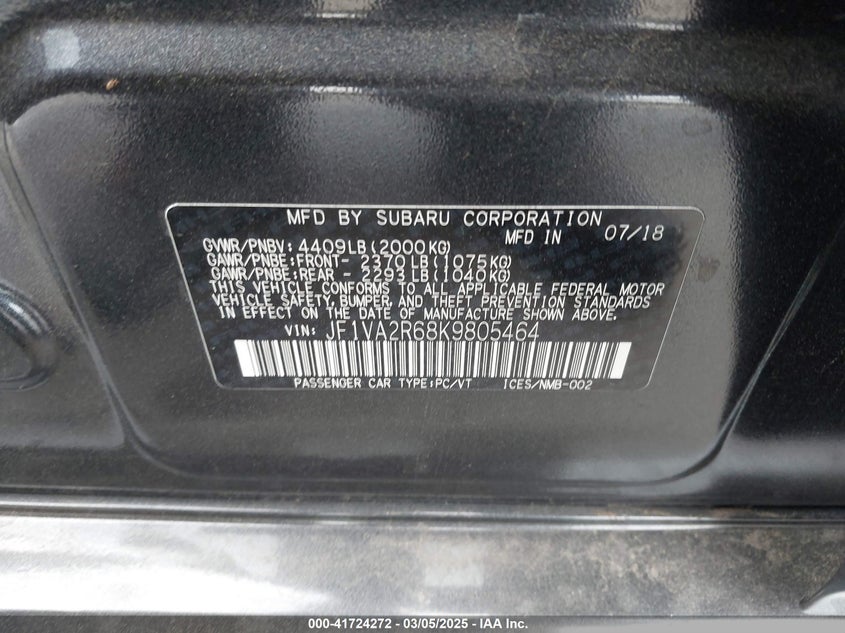 MFD BY SUBARU CORPORATION
MFD IN 07/18
GVWR/PNBV: 4409LB(2000KG)
GAWR/PNBE:FRONT- 2370LB(1075KG)
GAWR/PNBE:REAR - 2293LB(1040KG)
THIS VEHICLE CONFORMS TO ALL APPLICABLE FEDERAL MOTOR
VEHICLE SAFETY, BUMPER, AND THEFT PREVENTION STANDARDS
IN EFFECT ON THE DATE OF MANUFACTURE SHOWN ABOVE.
VIN: JF1VA2R68K9805464
PASSENGER CAR TYPE:PC/VT ICES/NMB-002
000-41724272 - 03/05/2025 - IAA Inc.